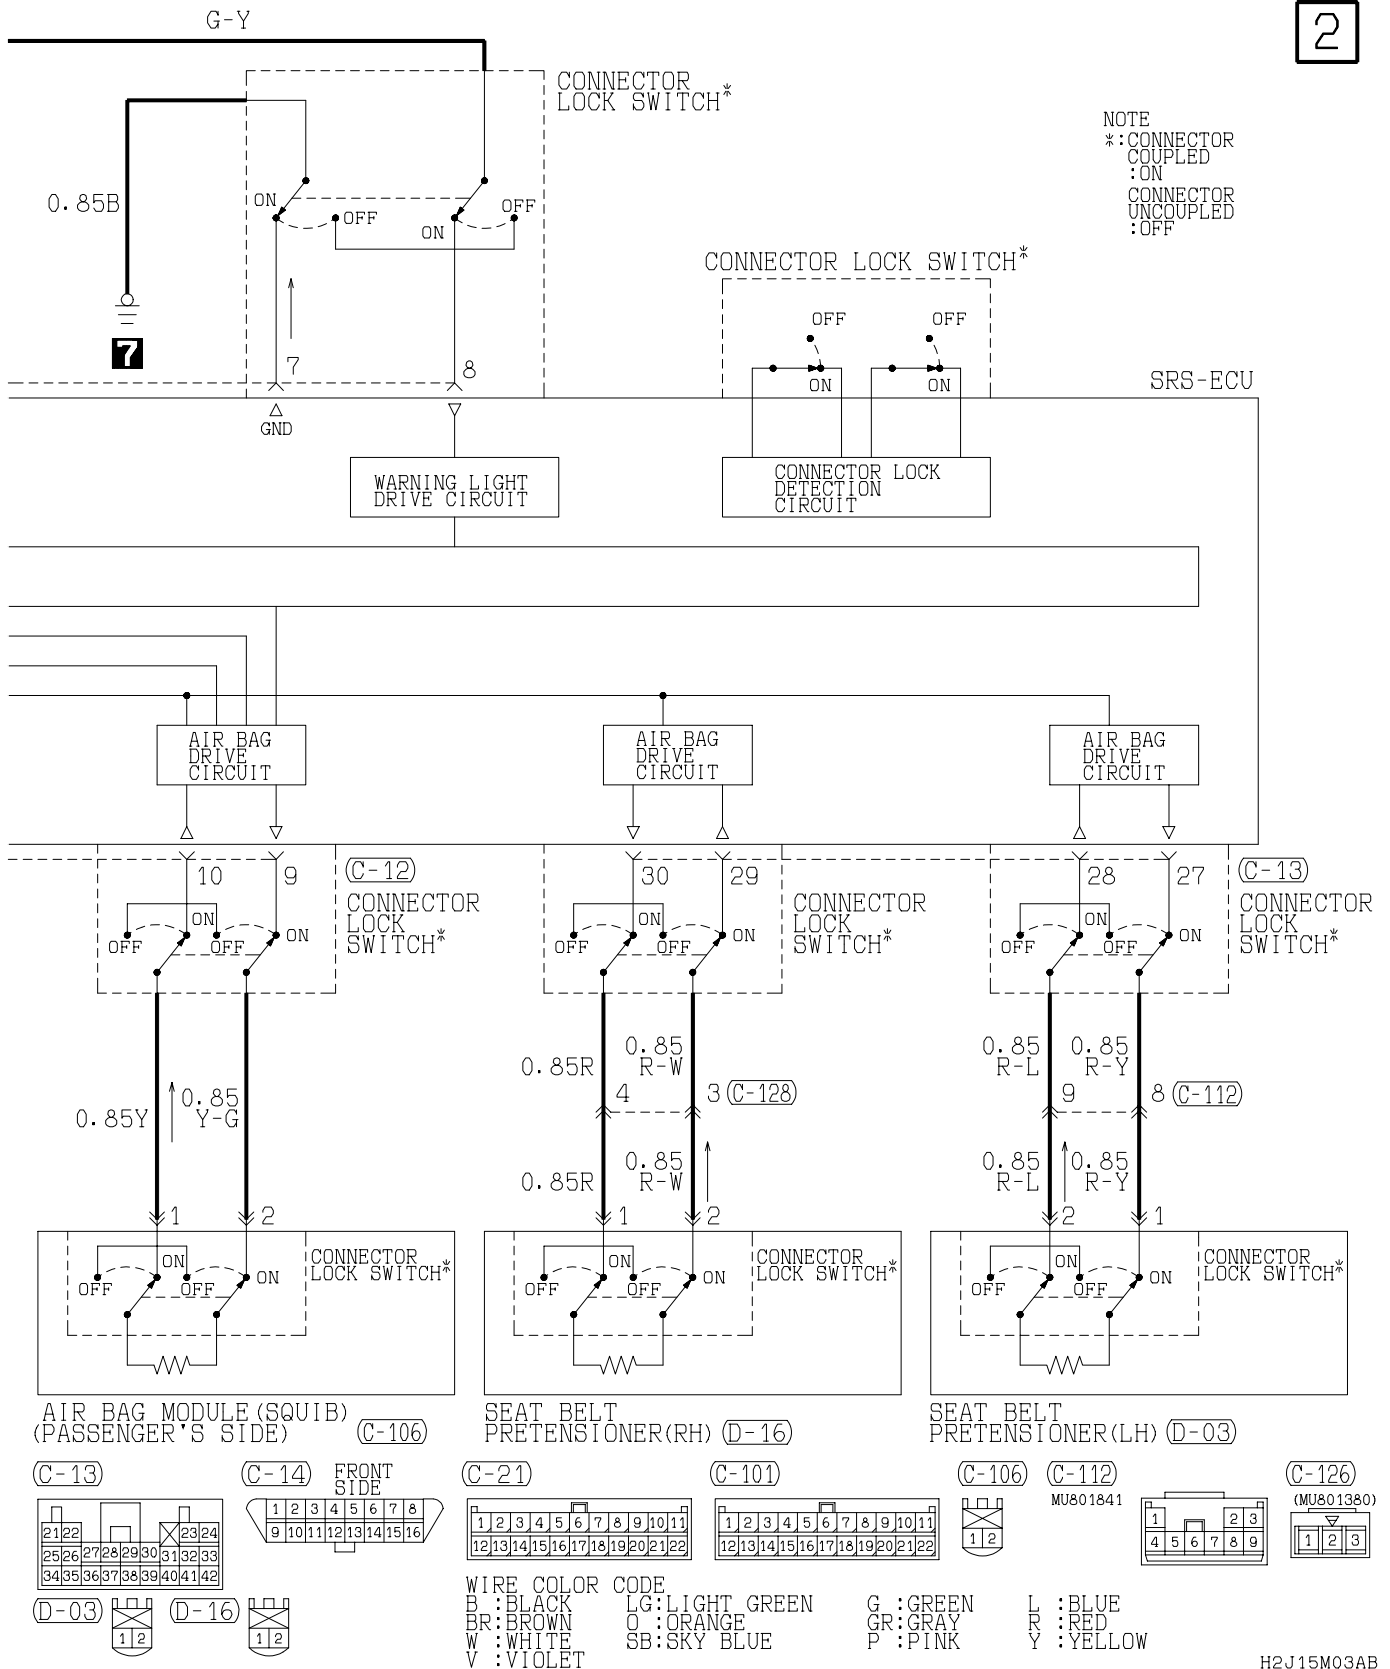 G-Y
2
CONNECTOR
LOCK SWITCH*
NOTE
*:CONNECTOR
COUPLED
:ON
CONNECTOR
UNCOUPLED
:OFF
0.85B
ON
OFF
ON
OFF
7
7
8
GND
CONNECTOR LOCK SWITCH*
OFF
OFF
ON
ON
SRS-ECU
WARNING LIGHT
DRIVE CIRCUIT
CONNECTOR LOCK
DETECTION
CIRCUIT
AIR BAG
DRIVE
CIRCUIT
AIR BAG
DRIVE
CIRCUIT
AIR BAG
DRIVE
CIRCUIT
10
9
C-12
CONNECTOR
LOCK
SWITCH*
OFF
ON
OFF
ON
30
29
CONNECTOR
LOCK
SWITCH*
OFF
ON
OFF
ON
28
27
C-13
CONNECTOR
LOCK
SWITCH*
OFF
ON
OFF
ON
0.85Y
0.85
Y-G
0.85R
0.85
R-W
4
3
C-128
0.85R
0.85
R-W
0.85
R-L
0.85
R-Y
9
8
C-112
0.85
R-L
0.85
R-Y
1
2
1
2
2
1
OFF
ON
OFF
ON
CONNECTOR
LOCK SWITCH*
OFF
ON
OFF
ON
CONNECTOR
LOCK SWITCH*
OFF
ON
OFF
ON
CONNECTOR
LOCK SWITCH*
AIR BAG MODULE(SQUIB)
(PASSENGER'S SIDE)
C-106
SEAT BELT
PRETENSIONER(RH)
D-16
SEAT BELT
PRETENSIONER(LH)
D-03
C-13
21 22 23 24
25 26 27 28 29 30 31 32 33
34 35 36 37 38 39 40 41 42
C-14
FRONT
SIDE
1 2 3 4 5 6 7 8
9 10 11 12 13 14 15 16
C-21
1 2 3 4 5 6 7 8 9 10 11
12 13 14 15 16 17 18 19 20 21 22
C-101
1 2 3 4 5 6 7 8 9 10 11
12 13 14 15 16 17 18 19 20 21 22
C-106
1 2
C-112
MU801841
1 2 3
4 5 6 7 8 9
C-126
(MU801380)
1 2 3
D-03
1 2
D-16
1 2
WIRE COLOR CODE
B :BLACK LG:LIGHT GREEN G :GREEN L :BLUE
BR:BROWN O :ORANGE GR:GRAY R :RED
W :WHITE SB:SKY BLUE P :PINK Y :YELLOW
V :VIOLET
H2J15M03AB